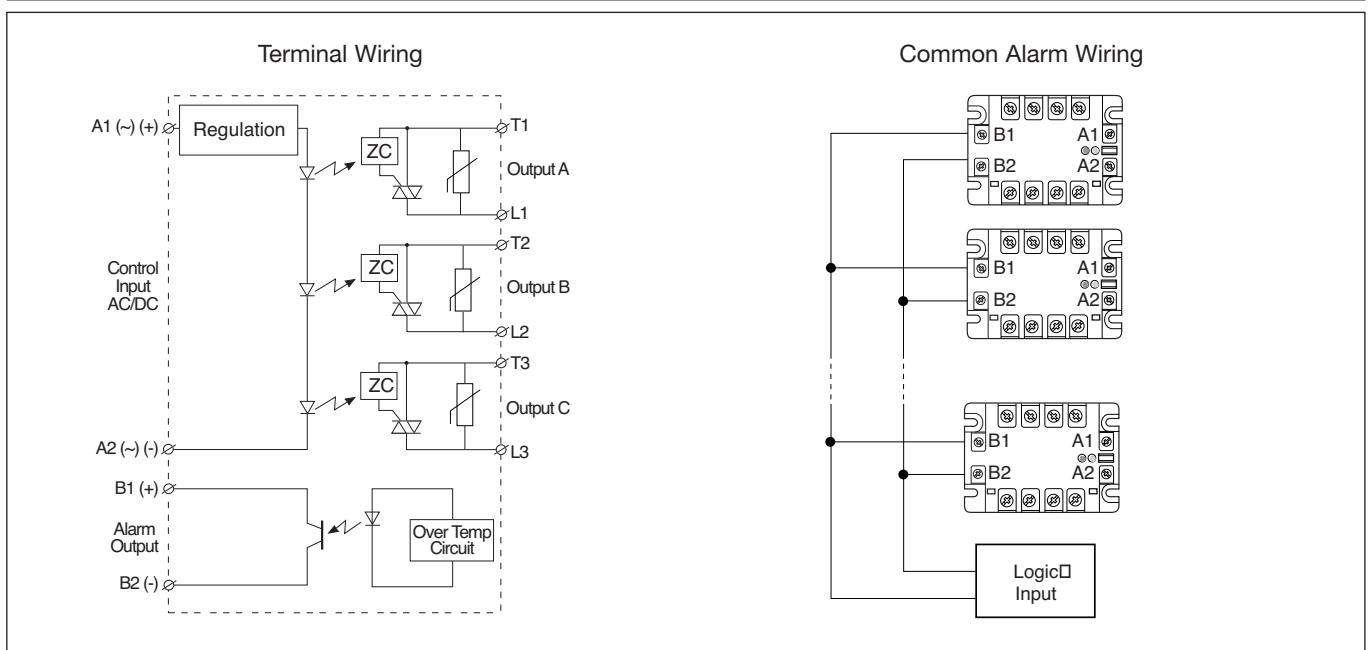 Terminal Wiring
A1 (~) (+)
Regulation
ZC
T1
Output A
L1
Control
Input
AC/DC
ZC
T2
Output B
L2
ZC
T3
Output C
L3
A2 (~) (-)
B1 (+)
Alarm
Output
B2 (-)
Over Temp
Circuit
Common Alarm Wiring
B1 A1
B2 A2
B1 A1
B2 A2
B1 A1
B2 A2
Logic□
Input